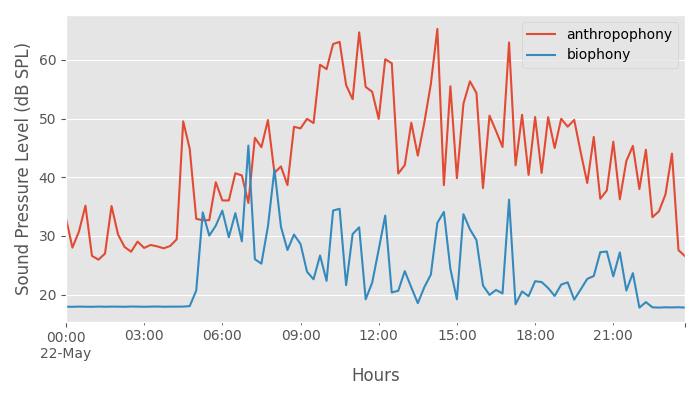 anthropophony
biophony
Sound Pressure Level (dB SPL)
60
50
40
30
20
00:00 03:00 06:00 09:00 12:00 15:00 18:00 21:00
22-May
Hours